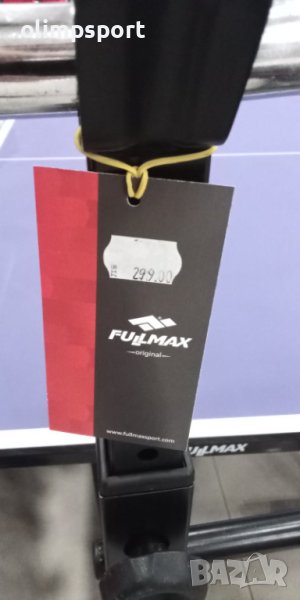 olimpsport
299.00
FULLMAX
original
www.fullmaxsport.com
FULLMAX
BAZAR